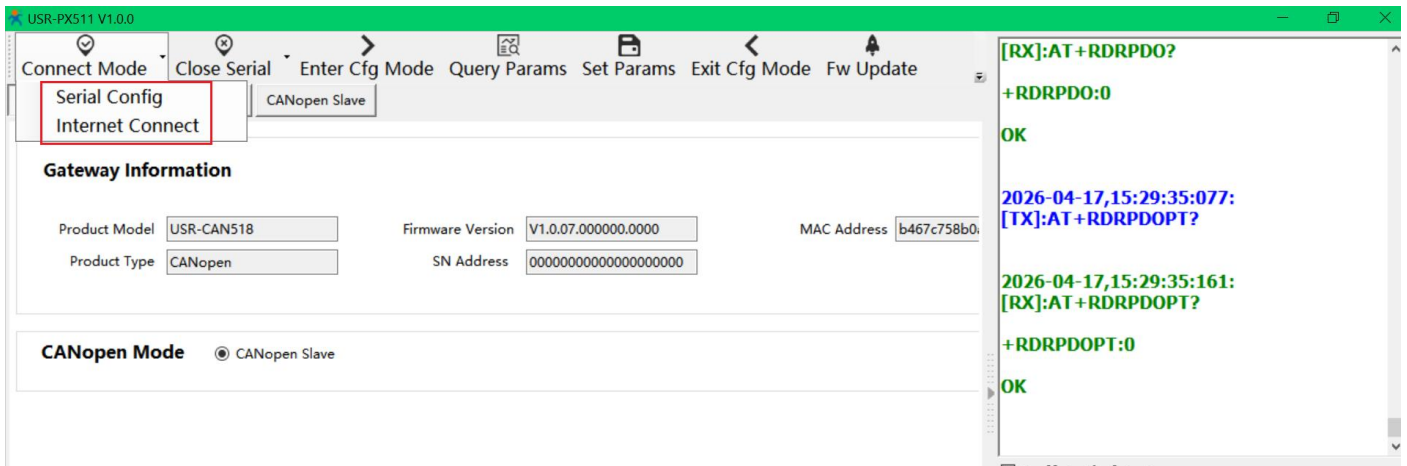 USR-PX511 V1.0.0
Connect Mode Close Serial Enter Cfg Mode Query Params Set Params Exit Cfg Mode Fw Update
Serial Config
Internet Connect
CANopen Slave
Gateway Information
Product Model USR-CAN518 Firmware Version V1.0.07.000000.0000 MAC Address b467c758b0
Product Type CANopen SN Address 00000000000000000000
CANopen Mode CANopen Slave
[RX]:AT+RDRPDO?
+RDRPDO:0
OK
2026-04-17,15:29:35:077:
[TX]:AT+RDRPDOPT?
2026-04-17,15:29:35:161:
[RX]:AT+RDRPDOPT?
+RDRPDOPT:0
OK